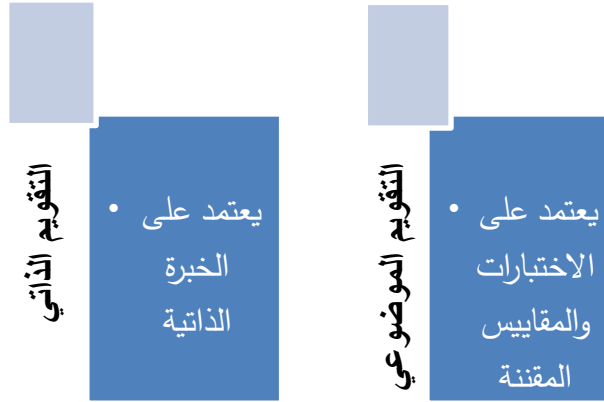 التقويم الموضوعي
• يعتمد على
الاختبارات
والمقاييس
المقننة
التقويم الذاتي
• يعتمد على
الخبرة
الذاتية